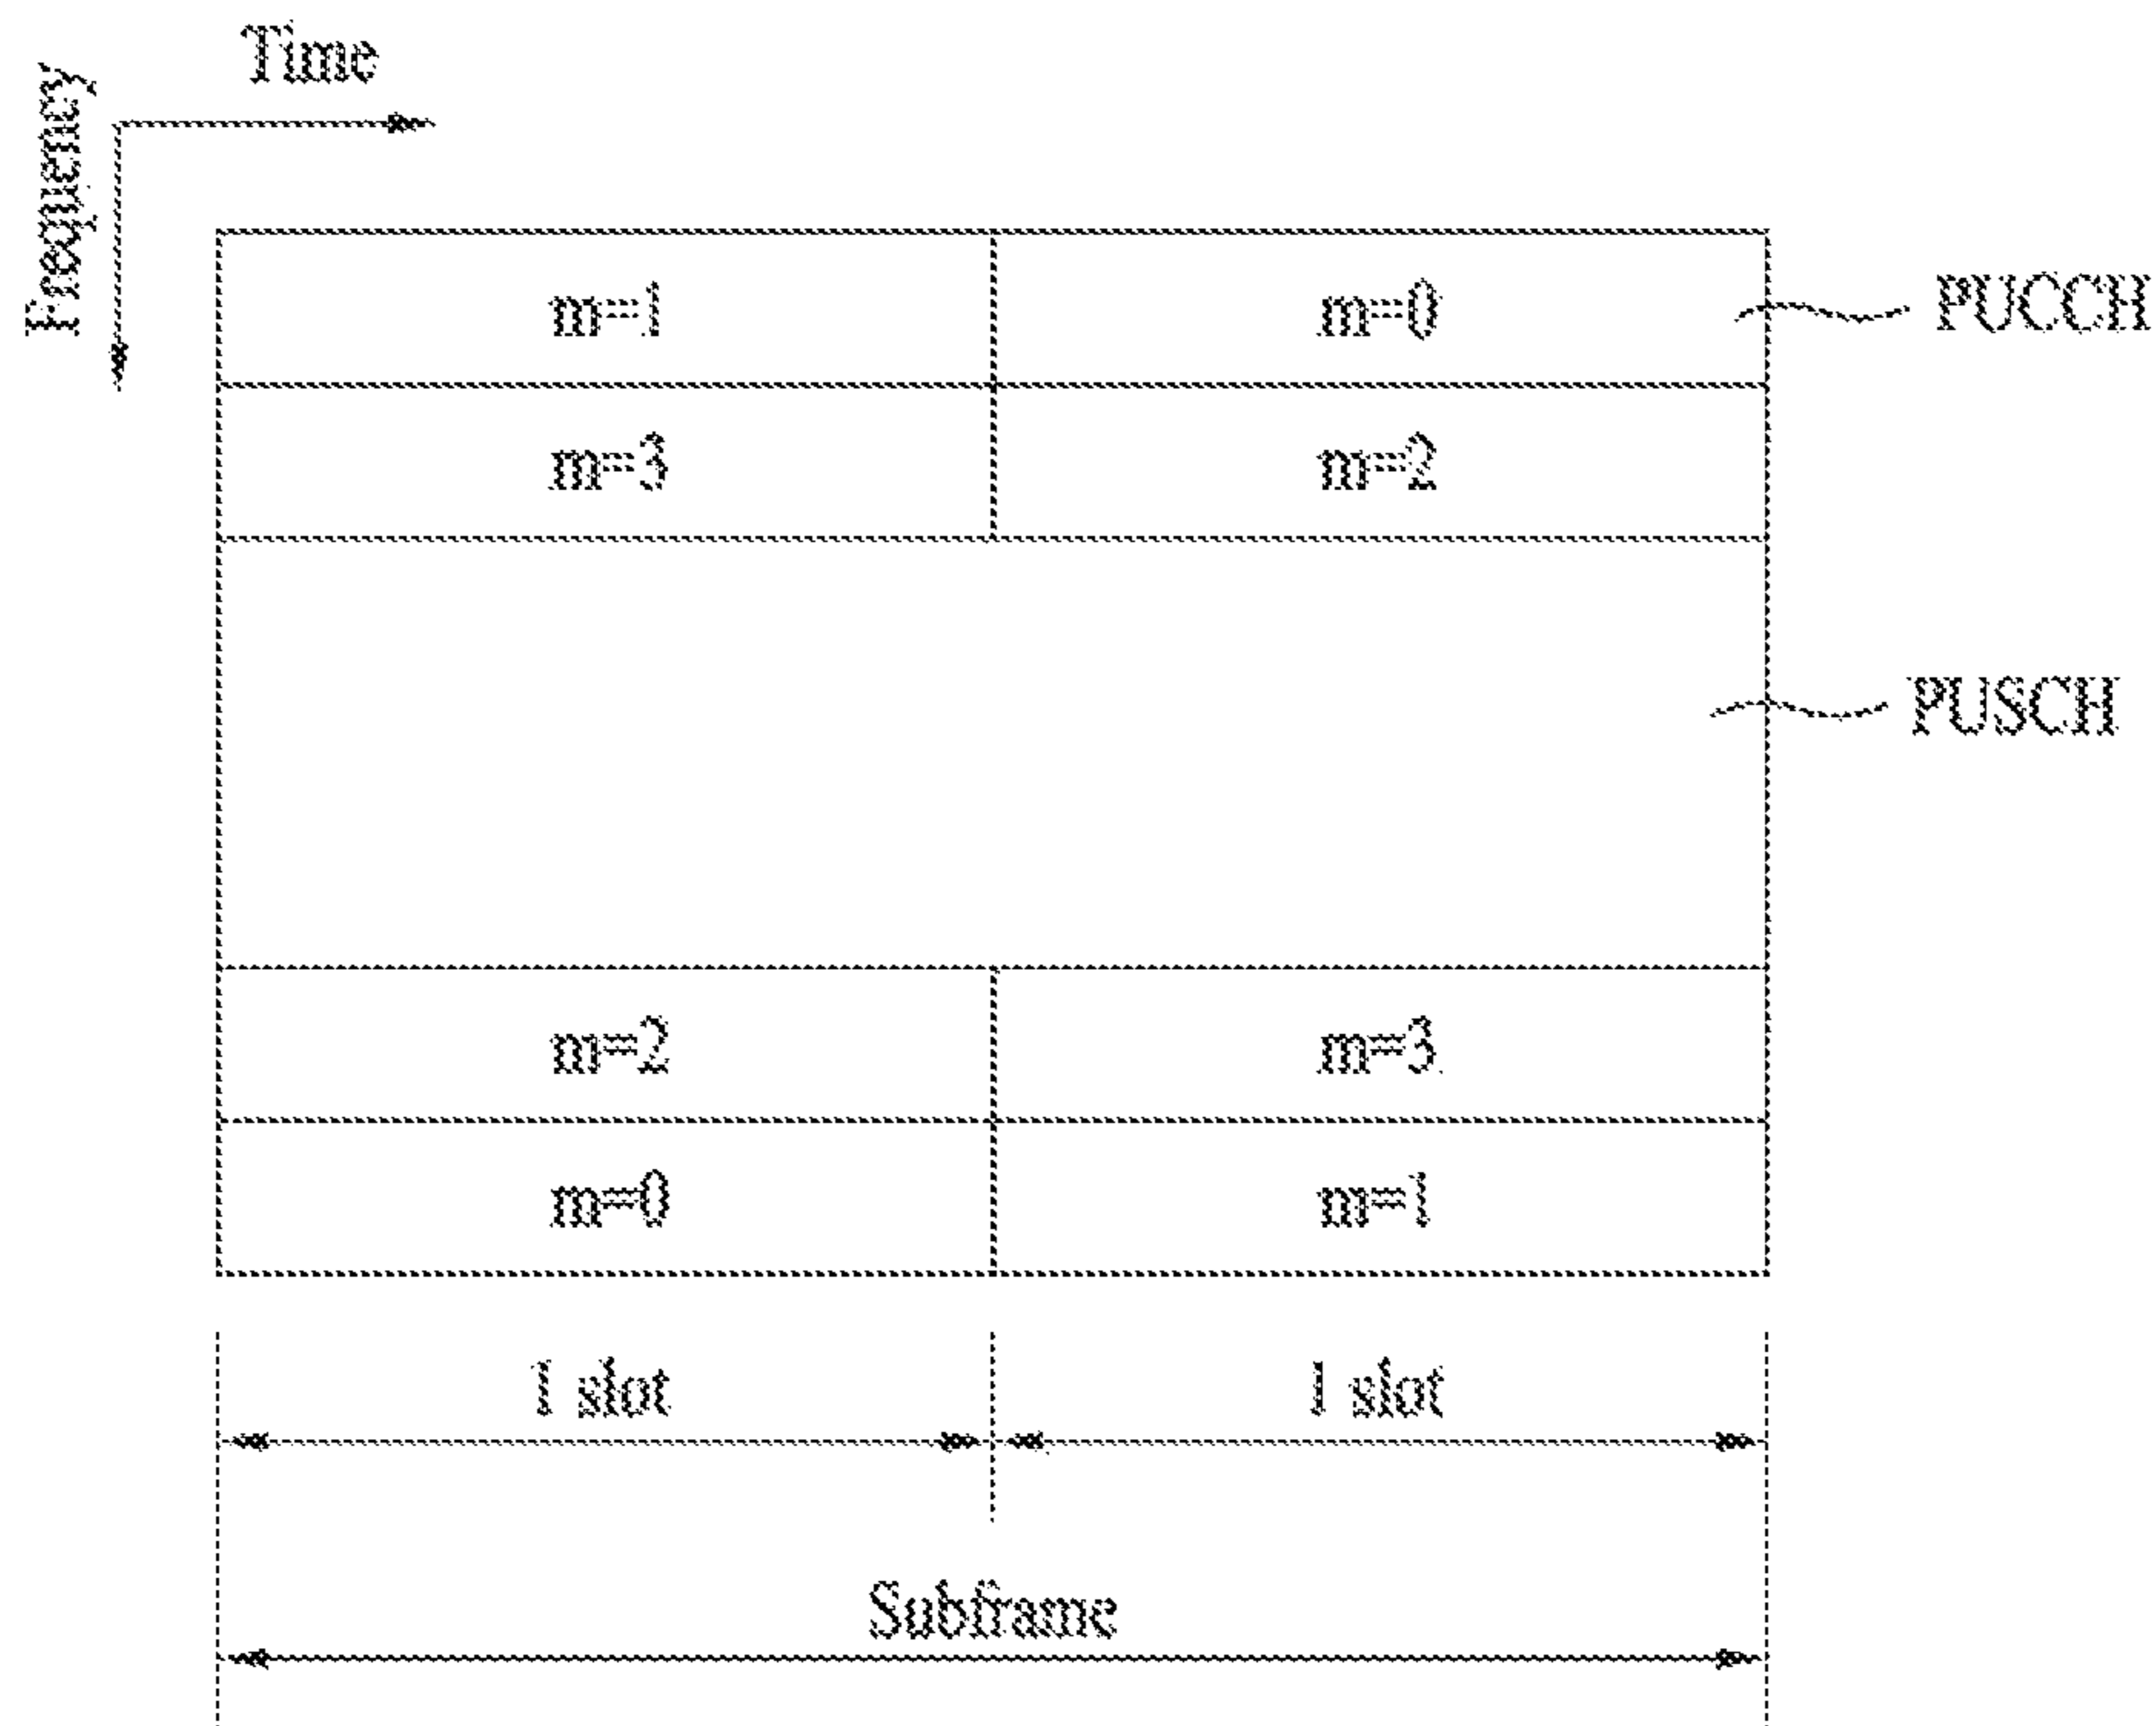 Time
Frequency
m=1
m=0
PUCCH
m=3
m=2
PUSCH
m=2
m=3
m=0
m=1
1 slot
1 slot
Subframe